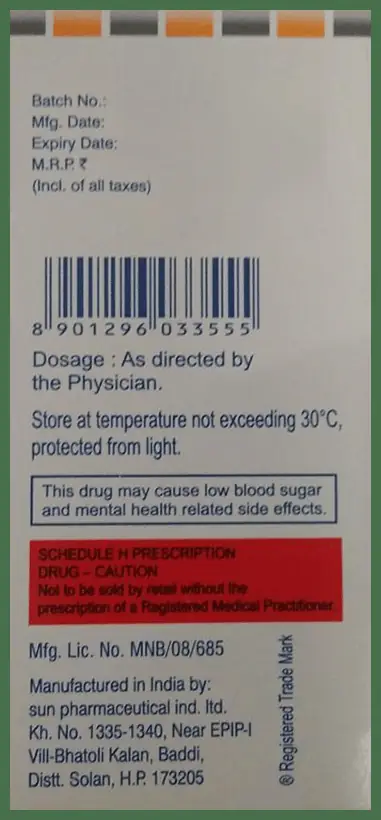 Batch No.:
Mfg. Date:
Expiry Date:
M.R.P. ₹
(Incl. of all taxes)
8 901296 033555
Dosage : As directed by
the Physician.
Store at temperature not exceeding 30°C,
protected from light.
This drug may cause low blood sugar
and mental health related side effects.
SCHEDULE H PRESCRIPTION
DRUG – CAUTION
Not to be sold by retail without the
prescription of a Registered Medical Practitioner.
Mfg. Lic. No. MNB/08/685
Manufactured in India by:
sun pharmaceutical ind. ltd.
Kh. No. 1335-1340, Near EPIP-I
Vill-Bhatoli Kalan, Baddi,
Distt. Solan, H.P. 173205
® Registered Trade Mark